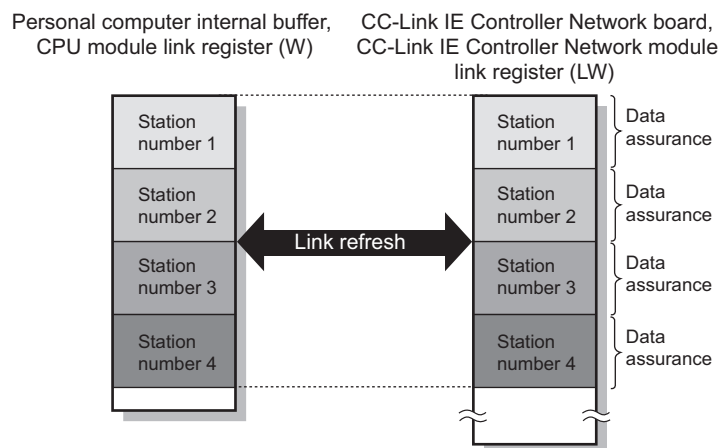 Personal computer internal buffer,
CPU module link register (W)
CC-Link IE Controller Network board,
CC-Link IE Controller Network module
link register (LW)
Station
number 1
Station
number 2
Station
number 3
Station
number 4
Link refresh
Station
number 1
Station
number 2
Station
number 3
Station
number 4
Data
assurance
Data
assurance
Data
assurance
Data
assurance